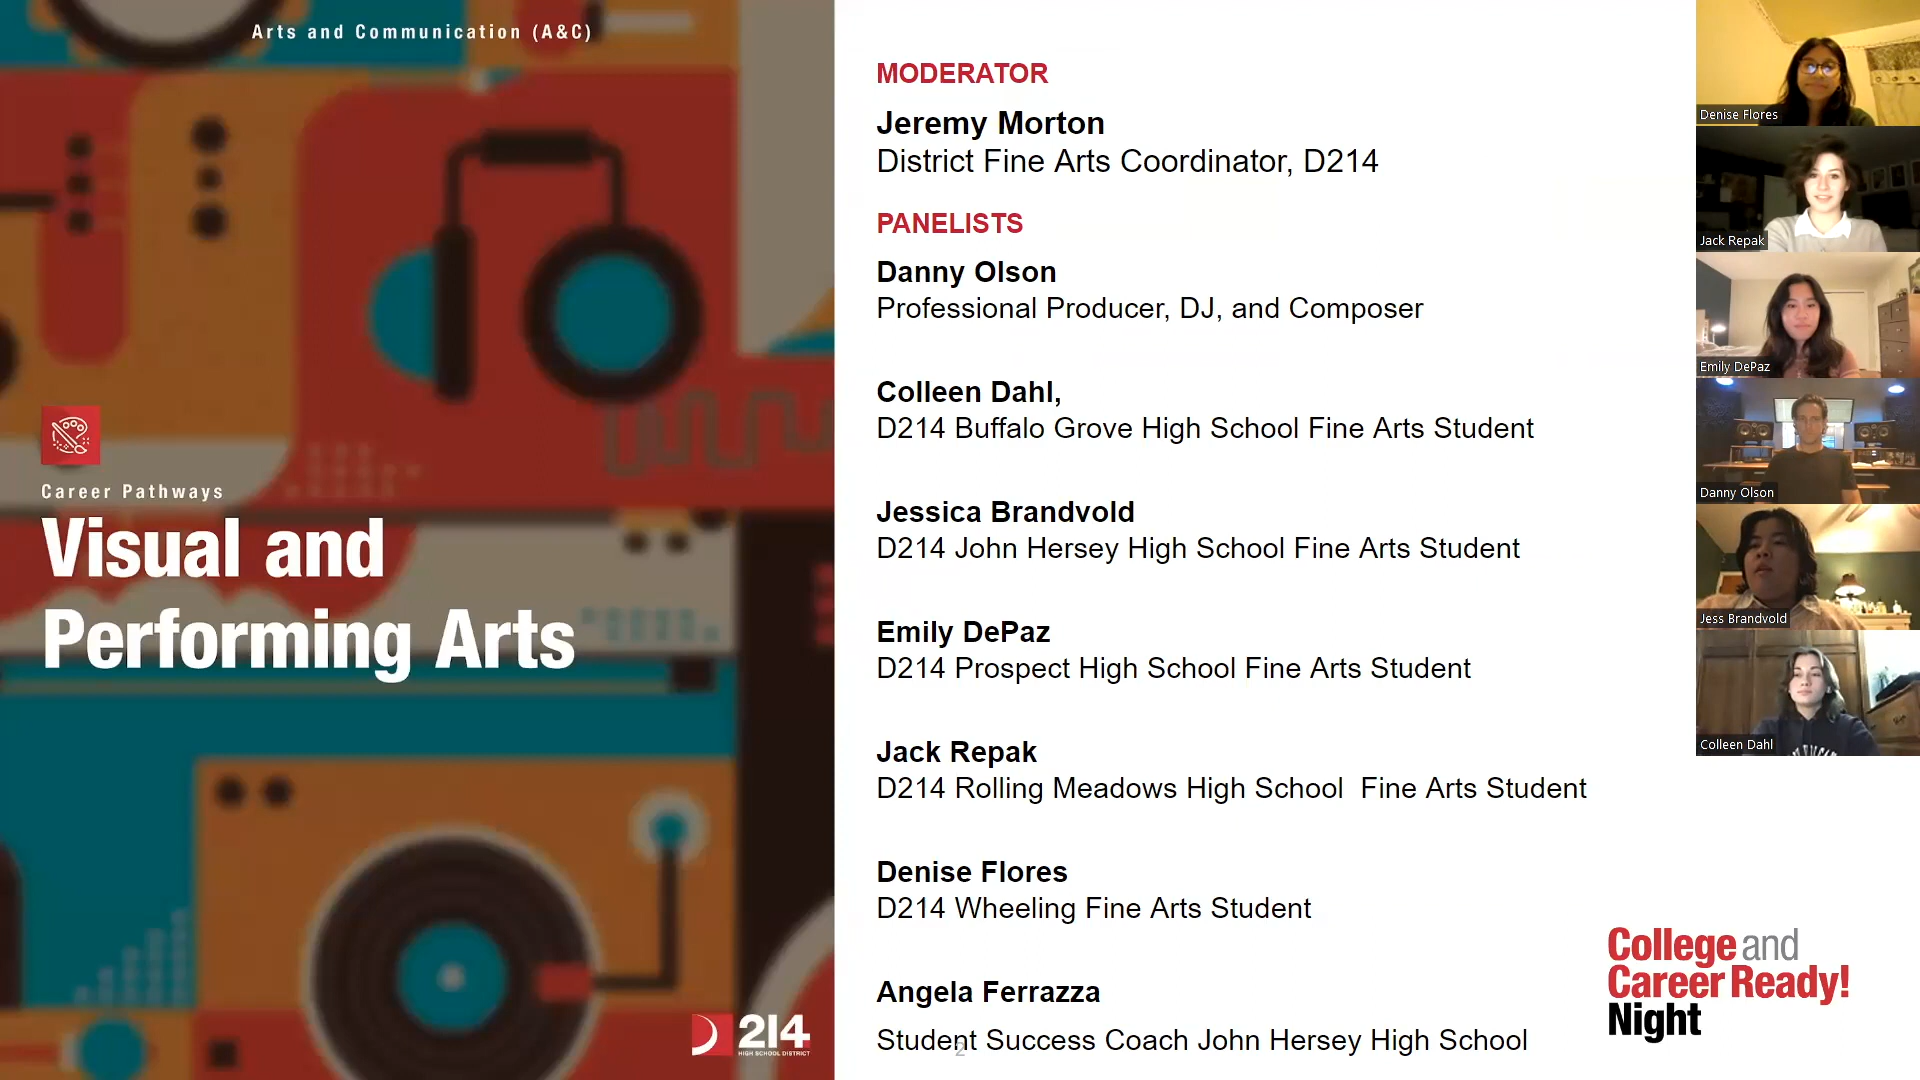 Arts and Communication (A&C)
Career Pathways
Visual and
Performing Arts
214
HIGH SCHOOL DISTRICT
MODERATOR
Jeremy Morton
District Fine Arts Coordinator, D214
PANELISTS
Danny Olson
Professional Producer, DJ, and Composer
Colleen Dahl,
D214 Buffalo Grove High School Fine Arts Student
Jessica Brandvold
D214 John Hersey High School Fine Arts Student
Emily DePaz
D214 Prospect High School Fine Arts Student
Jack Repak
D214 Rolling Meadows High School  Fine Arts Student
Denise Flores
D214 Wheeling Fine Arts Student
Angela Ferrazza
Student Success Coach John Hersey High School
2
College and
Career Ready!
Night
Denise Flores
Jack Repak
Emily DePaz
Danny Olson
Jess Brandvold
Colleen Dahl